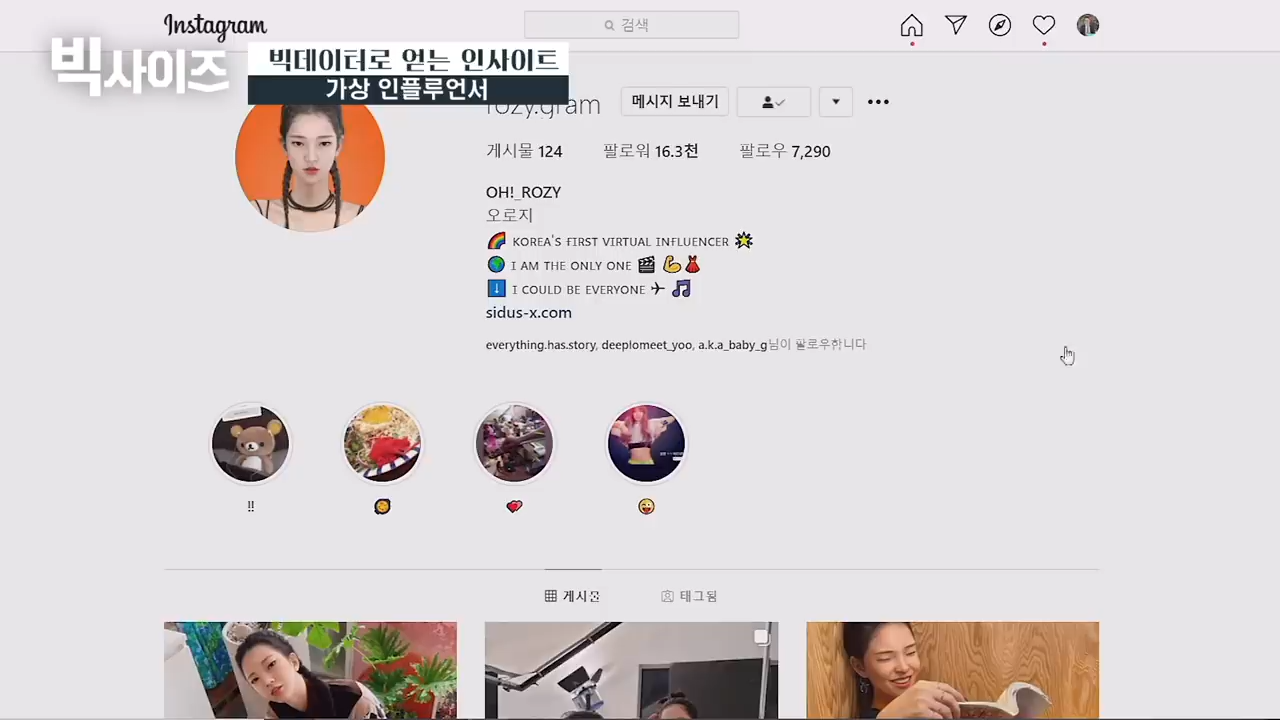 Instagram
검색
빅사이즈
빅데이터로 얻는 인사이트
가상 인플루언서
rozy.gram
메시지 보내기
게시물 124
팔로워 16.3천
팔로우 7,290
OH!_ROZY
오로지
🌈 KOREA'S FIRST VIRTUAL INFLUENCER 🌟
🌏 I AM THE ONLY ONE 🎬 💪👗
⬇️ I COULD BE EVERYONE ✈ 🎵
sidus-x.com
everything.has.story, deeplomeet_yoo, a.k.a_baby_g님이 팔로우합니다
!!
게시물
태그됨